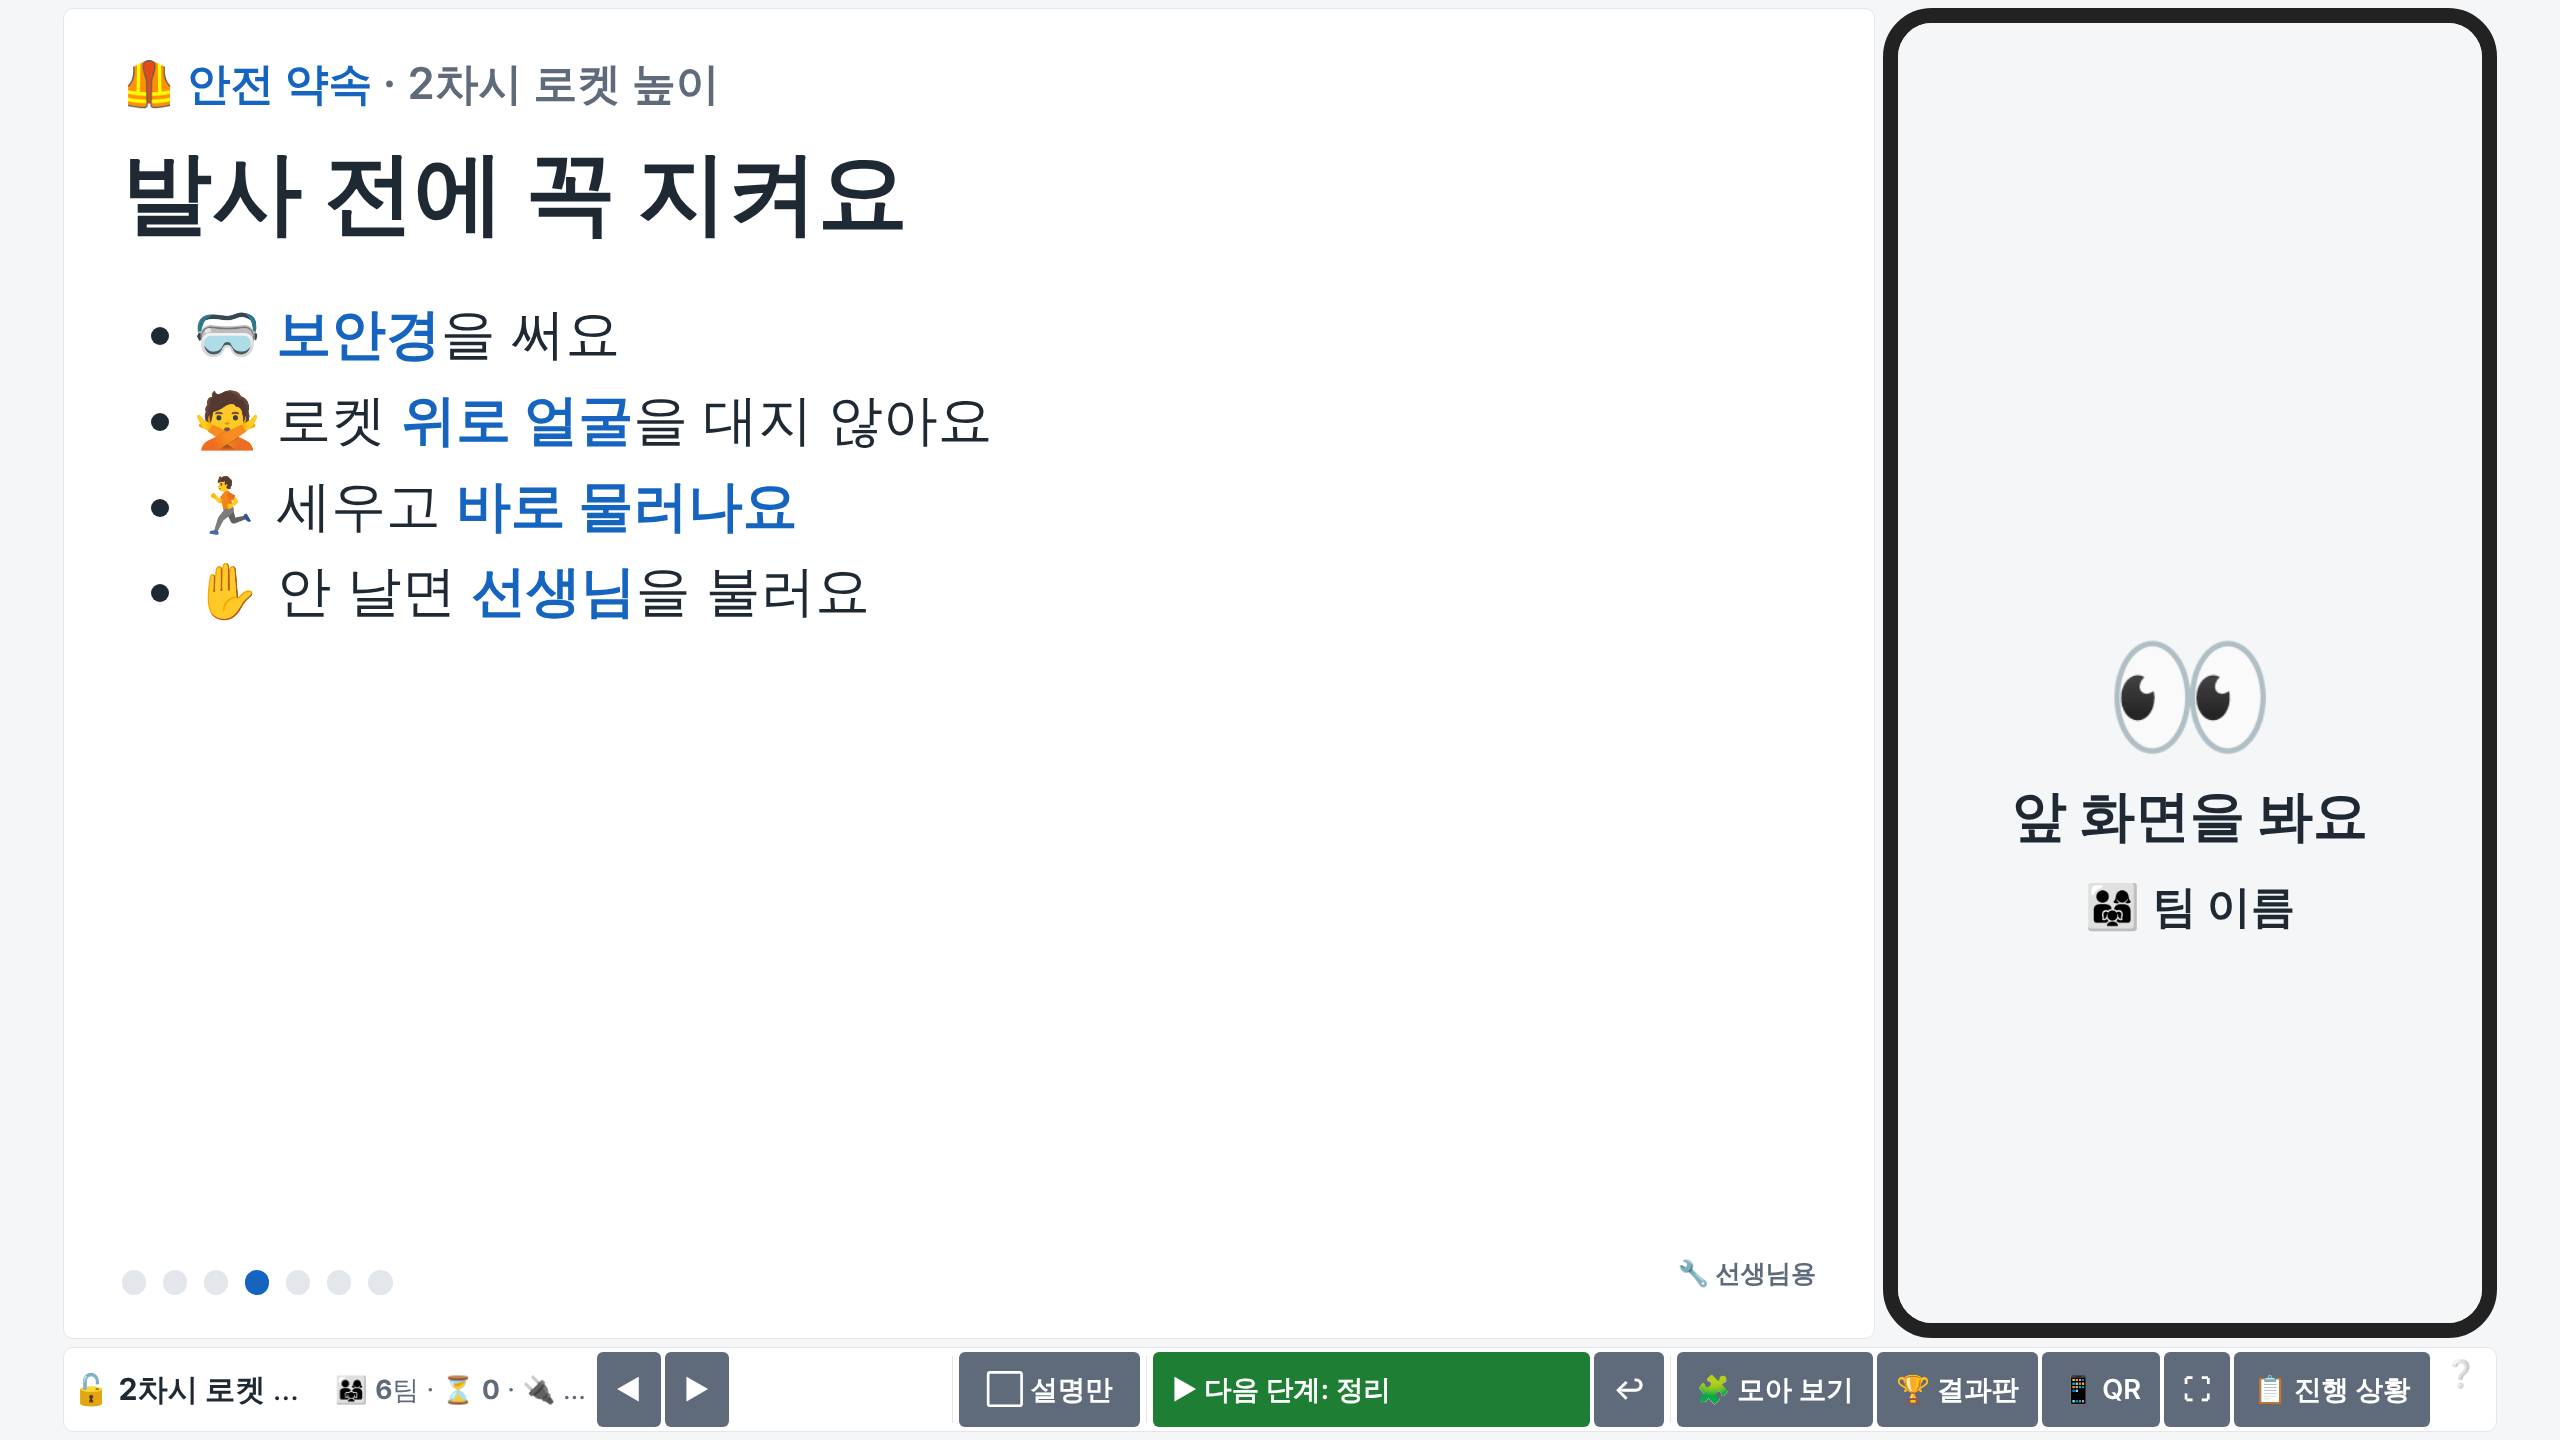 안전 약속 · 2차시 로켓 높이
발사 전에 꼭 지켜요
• 보안경을 써요
• 로켓 위로 얼굴을 대지 않아요
• 세우고 바로 물러나요
• 안 날면 선생님을 불러요
선생님용
앞 화면을 봐요
팀 이름
2차시 로켓 ... 6팀 · 0 · ... 설명만 다음 단계: 정리 모아 보기 결과판 QR 진행 상황